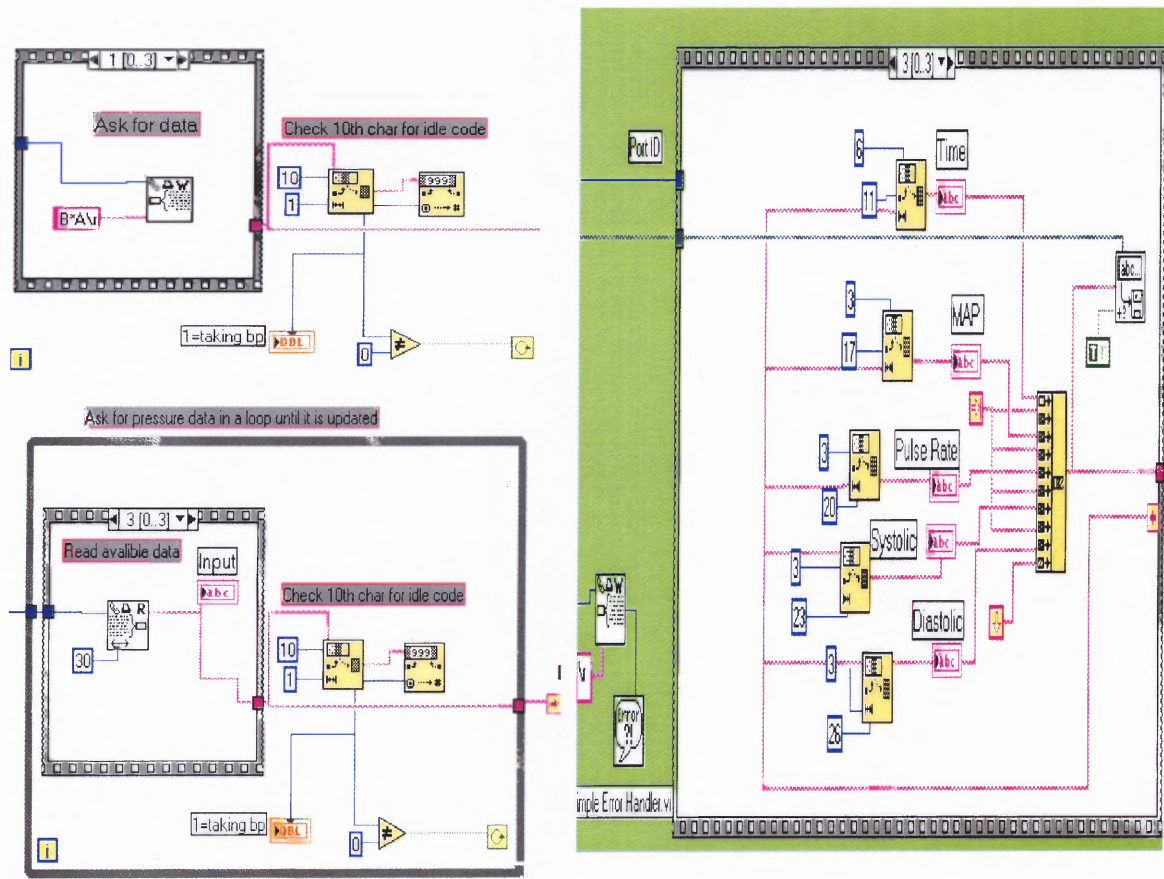 1 [0..3]
Ask for data
B*A\r
Check 10th char for idle code
10
1
999
1=taking bp
DBL
0
i
Ask for pressure data in a loop until it is updated
3 [0..3]
Read avalible data
Input
abc
R
30
Check 10th char for idle code
10
1
999
1=taking bp
DBL
0
i
3 [0..3]
Port ID
6
Time
11
abc
abc...
3
MAP
17
abc
T
3
Pulse Rate
abc
20
Systolic
abc
3
23
Diastolic
abc
3
26
W
\r
Error
?!
imple Error Handler.vi